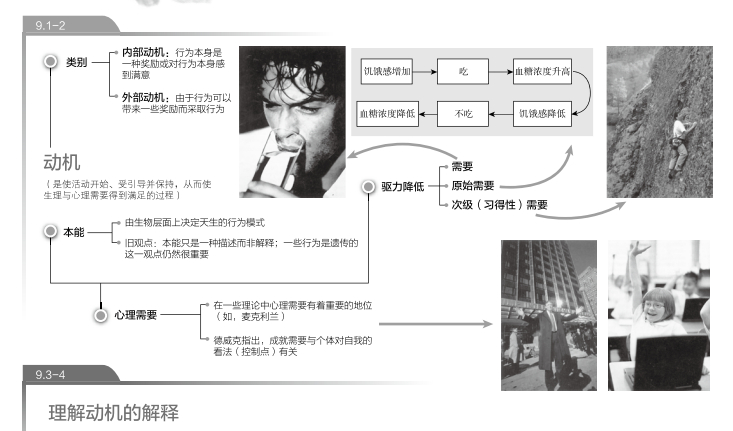 9.1-2
类别
内部动机：行为本身是
一种奖励或对行为本身感
到满意
外部动机：由于行为可以
带来一些奖励而采取行为
动机
（是使活动开始、受引导并保持，从而使
生理与心理需要得到满足的过程）
饥饿感增加
吃
血糖浓度升高
血糖浓度降低
不吃
饥饿感降低
驱力降低
需要
原始需要
次级（习得性）需要
本能
由生物层面上决定天生的行为模式
旧观点：本能只是一种描述而非解释；一些行为是遗传的
这一观点仍然很重要
心理需要
在一些理论中心理需要有着重要的地位
（如，麦克利兰）
德威克指出，成就需要与个体对自我的
看法（控制点）有关
9.3-4
理解动机的解释